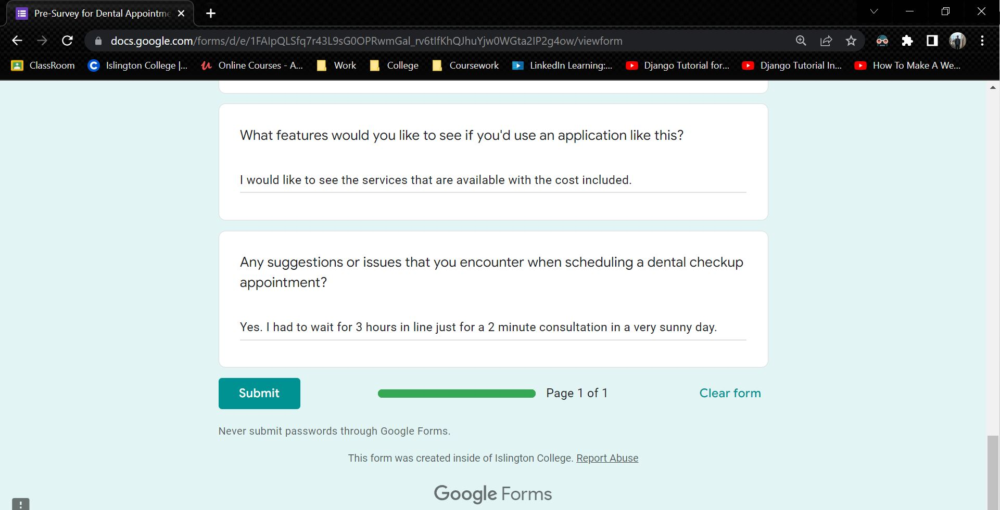 Pre-Survey for Dental Appointme
docs.google.com/forms/d/e/1FAIpQLSfq7r43L9sG0OPRwmGal_rv6tIfKhQJhuYjw0WGta2IP2g4ow/viewform
ClassRoom Islington College |... Online Courses - A... Work College Coursework LinkedIn Learning:... Django Tutorial for... Django Tutorial In... How To Make A We...
What features would you like to see if you'd use an application like this?
I would like to see the services that are available with the cost included.
Any suggestions or issues that you encounter when scheduling a dental checkup
appointment?
Yes. I had to wait for 3 hours in line just for a 2 minute consultation in a very sunny day.
Submit Page 1 of 1 Clear form
Never submit passwords through Google Forms.
This form was created inside of Islington College. Report Abuse
Google Forms